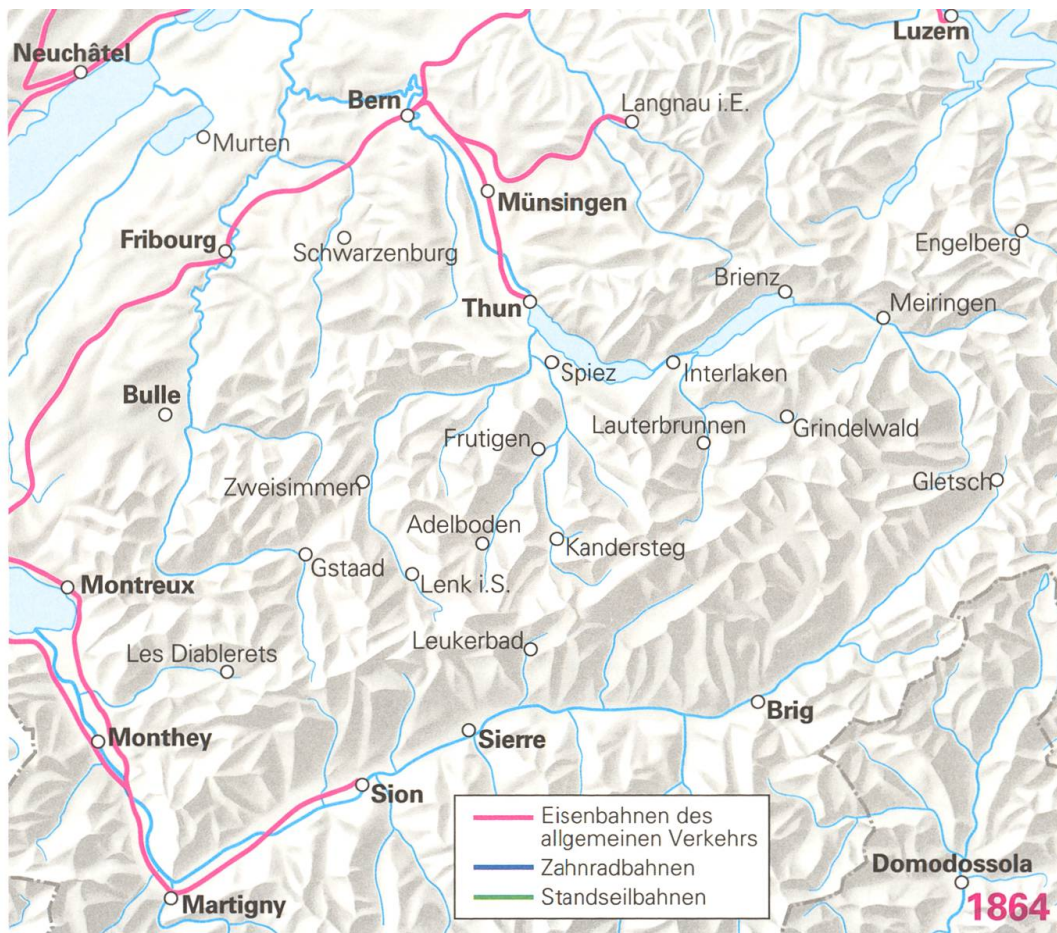 Luzern
Neuchâtel
Bern
Langnau i.E.
Murten
Münsingen
Fribourg
Schwarzenburg
Engelberg
Brienz
Thun
Meiringen
Spiez
Interlaken
Bulle
Lauterbrunnen
Grindelwald
Frutigen
Zweisimmen
Gletsch
Adelboden
Kandersteg
Gstaad
Montreux
Lenk i.S.
Leukerbad
Les Diablerets
Brig
Monthey
Sierre
Sion
Eisenbahnen des
allgemeinen Verkehrs
Zahnradbahnen
Standseilbahnen
Domodossola
Martigny
1864